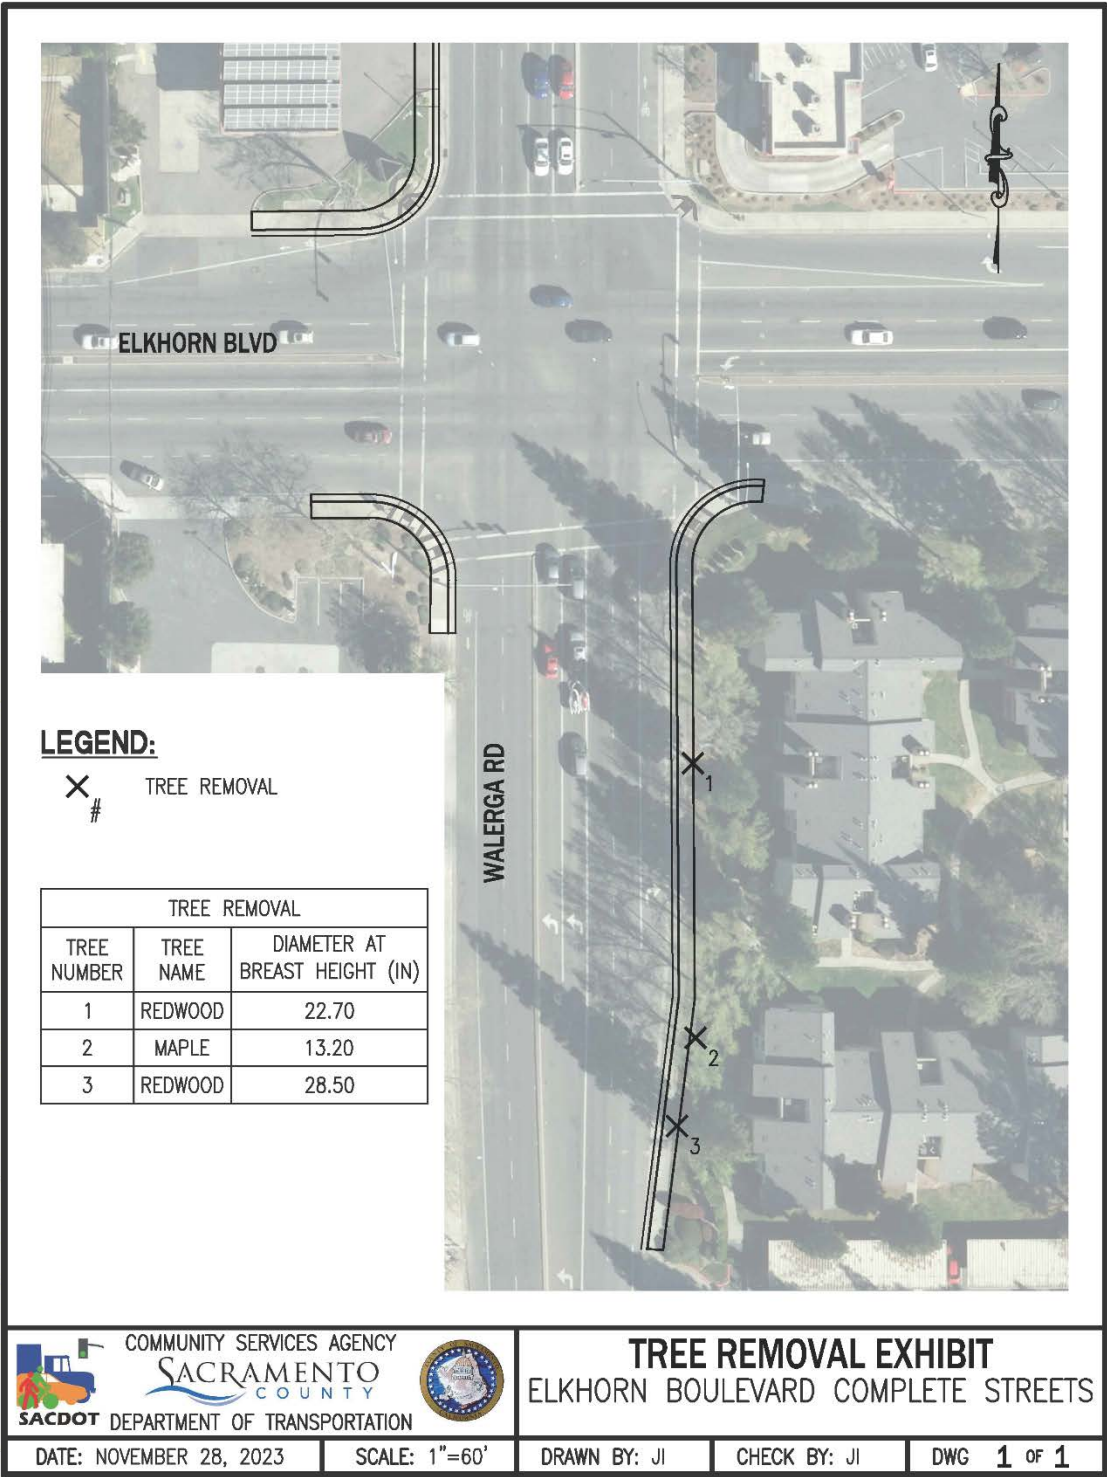 ELKHORN BLVD
WALERGA RD
1
2
3
LEGEND:
# TREE REMOVAL
TREE REMOVAL
TREE NUMBER TREE NAME DIAMETER AT BREAST HEIGHT (IN)
1 REDWOOD 22.70
2 MAPLE 13.20
3 REDWOOD 28.50
COMMUNITY SERVICES AGENCY
SACRAMENTO
COUNTY
SACDOT
DEPARTMENT OF TRANSPORTATION
TREE REMOVAL EXHIBIT
ELKHORN BOULEVARD COMPLETE STREETS
DATE: NOVEMBER 28, 2023
SCALE: 1"=60'
DRAWN BY: JI
CHECK BY: JI
DWG 1 OF 1